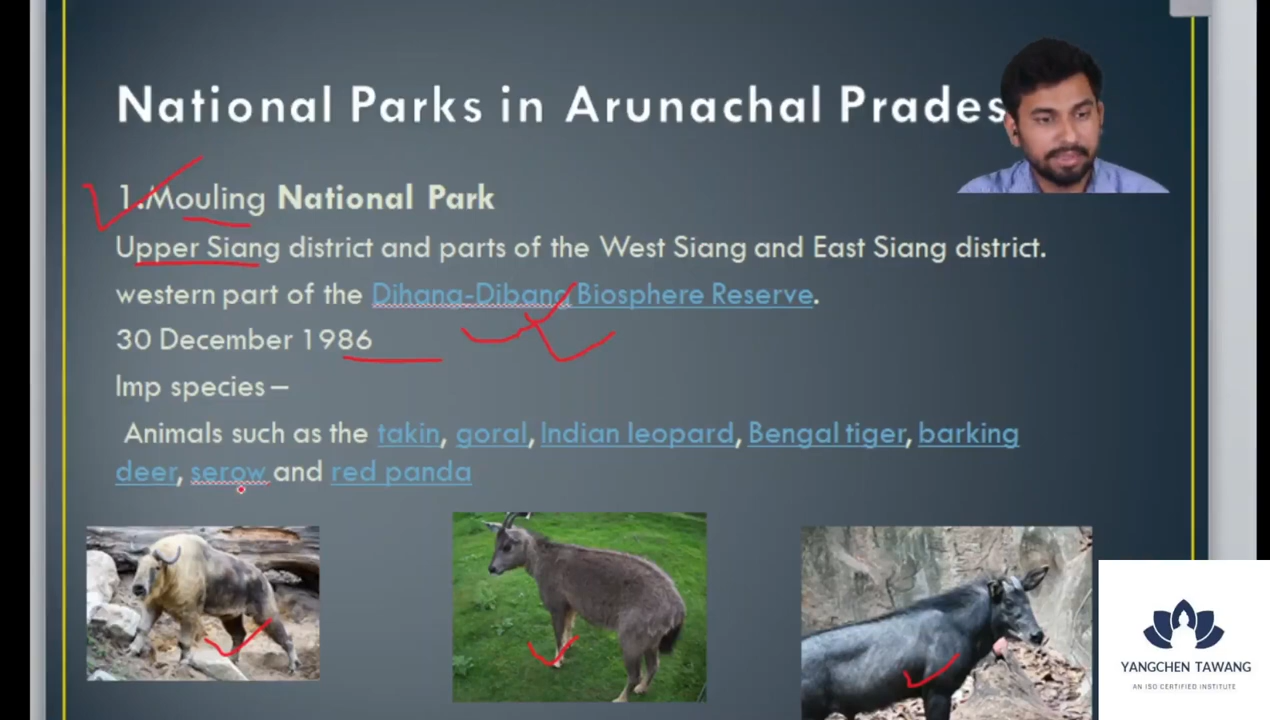 National Parks in Arunachal Prades
1.Mouling National Park
Upper Siang district and parts of the West Siang and East Siang district.
western part of the Dihana-Dibang Biosphere Reserve.
30 December 1986
Imp species –
Animals such as the takin, goral, Indian leopard, Bengal tiger, barking
deer, serow and red panda
YANGCHEN TAWANG
AN ISO CERTIFIED INSTITUTE